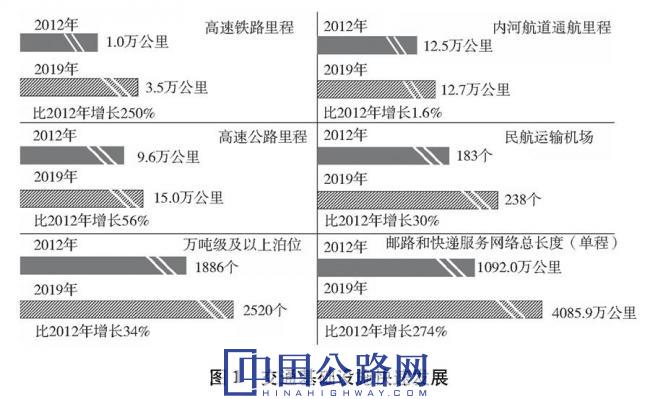 2012年 高速铁路里程
1.0万公里
2019年
3.5万公里
比2012年增长250%
内河航道通航里程
2012年
12.5万公里
2019年
12.7万公里
比2012年增长1.6%
2012年 高速公路里程
9.6万公里
2019年
15.0万公里
比2012年增长56%
2012年 民航运输机场
183个
2019年
238个
比2012年增长30%
2012年 万吨级及以上泊位
1886个
2019年
2520个
比2012年增长34%
邮路和快递服务网络总长度（单程）
2012年
1092.0万公里
2019年
4085.9万公里
比2012年增长274%
图1 交通基础设施快速发展
中国公路网
HINAHIGHWAY.COM